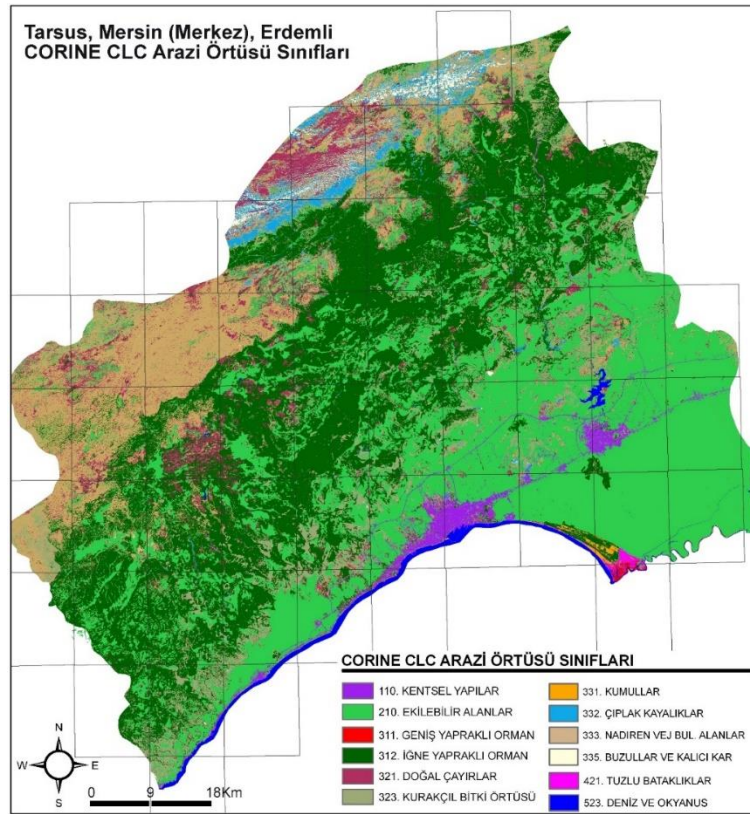 Tarsus, Mersin (Merkez), Erdemli
CORINE CLC Arazi Örtüsü Sınıfları
CORINE CLC ARAZİ ÖRTÜSÜ SINIFLARI
110. KENTSEL YAPILAR
210. EKİLEBİLİR ALANLAR
311. GENİŞ YAPRAKLI ORMAN
312. İĞNE YAPRAKLI ORMAN
321. DOĞAL ÇAYIRLAR
323. KURAKÇIL BİTKİ ÖRTÜSÜ
331. KUMULLAR
332. ÇIPLAK KAYALIKLAR
333. NADIREN VEJ BUL. ALANLAR
335. BUZULLAR VE KALICI KAR
421. TUZLU BATAKLIKLAR
523. DENİZ VE OKYANUS
N
W E
S
0 9 18Km